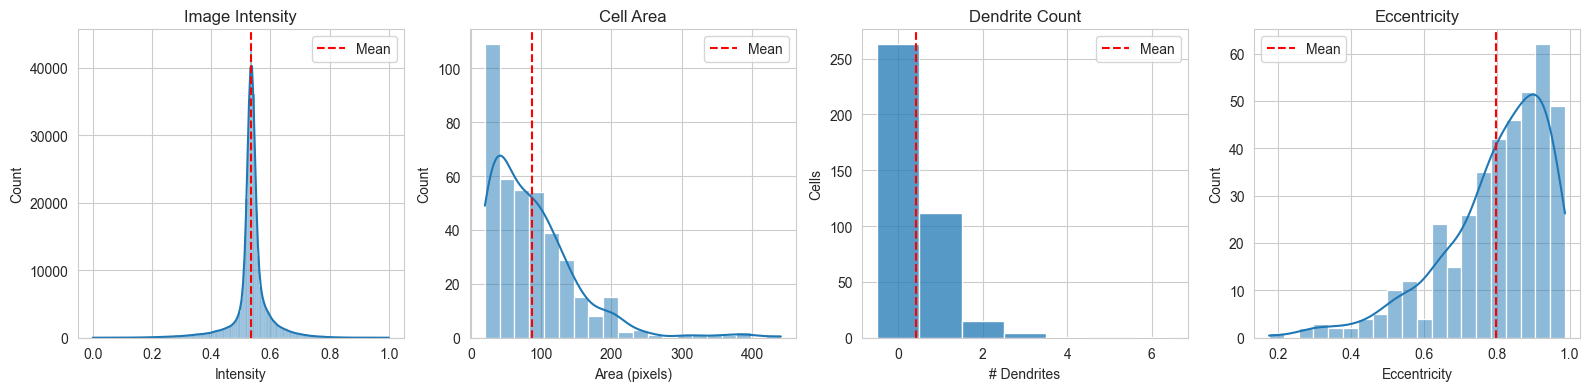 Image Intensity
Mean
40000
30000
20000
10000
0
Count
0.0 0.2 0.4 0.6 0.8 1.0
Intensity
Cell Area
Mean
100
80
60
40
20
0
Count
0 100 200 300 400
Area (pixels)
Dendrite Count
Mean
250
200
150
100
50
0
Cells
0 2 4 6
# Dendrites
Eccentricity
Mean
60
50
40
30
20
10
0
Count
0.2 0.4 0.6 0.8 1.0
Eccentricity